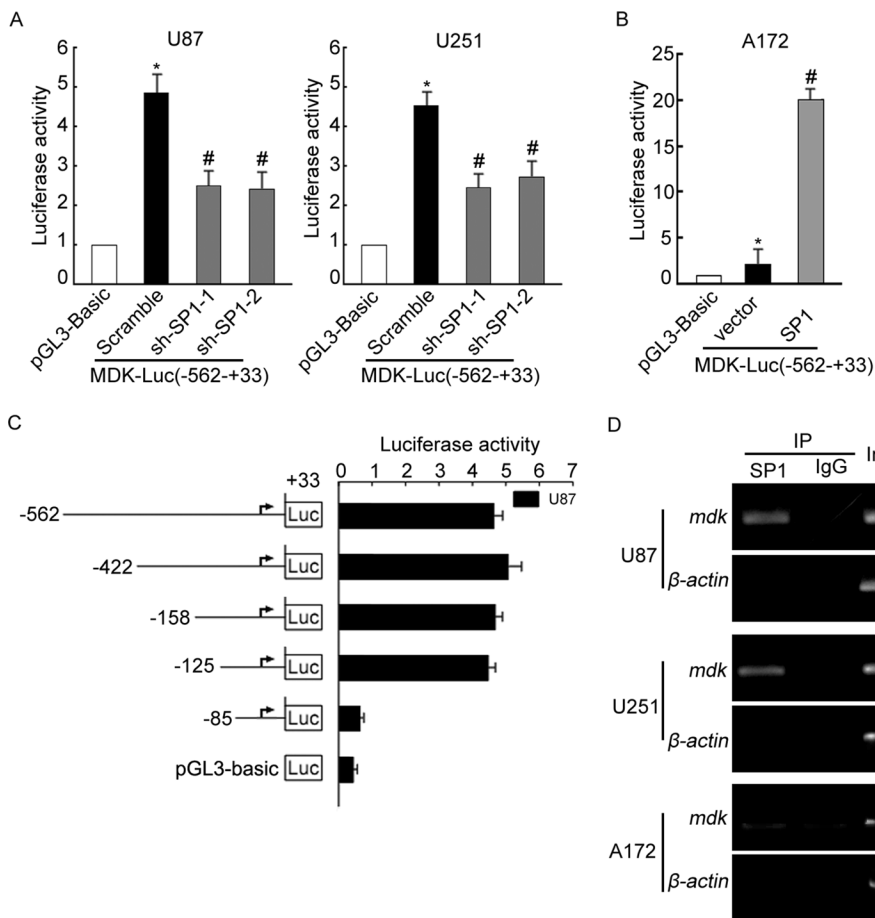 A
U87
Luciferase activity
6
5
4
3
2
1
0
*
#
#
pGL3-Basic
Scramble
sh-SP1-1
sh-SP1-2
MDK-Luc(-562-+33)
U251
Luciferase activity
6
5
4
3
2
1
0
*
#
#
pGL3-Basic
Scramble
sh-SP1-1
sh-SP1-2
MDK-Luc(-562-+33)
B
A172
Luciferase activity
25
20
15
10
5
0
*
#
pGL3-Basic
vector
SP1
MDK-Luc(-562-+33)
C
Luciferase activity
0 1 2 3 4 5 6 7
U87
+33
-562 Luc
-422 Luc
-158 Luc
-125 Luc
-85 Luc
pGL3-basic Luc
D
IP
SP1 IgG
U87
mdk
β-actin
U251
mdk
β-actin
A172
mdk
β-actin